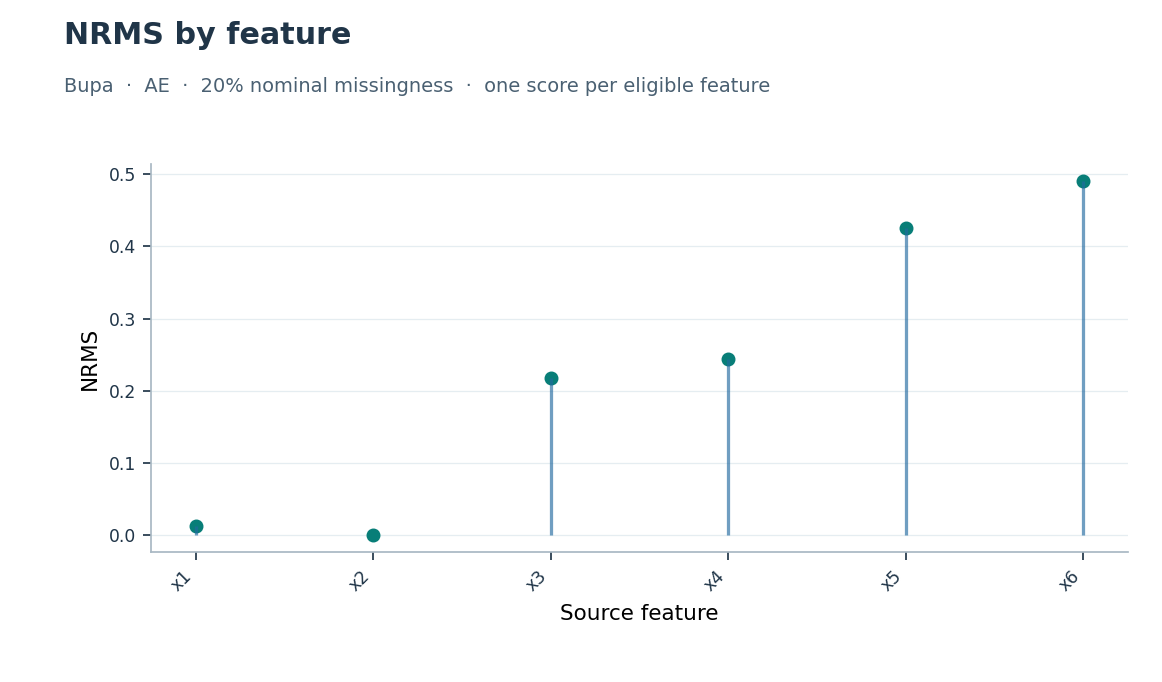 NRMS by feature
Bupa · AE · 20% nominal missingness · one score per eligible feature
0.5
0.4
0.3
0.2
0.1
0.0
NRMS
x1 x2 x3 x4 x5 x6
Source feature